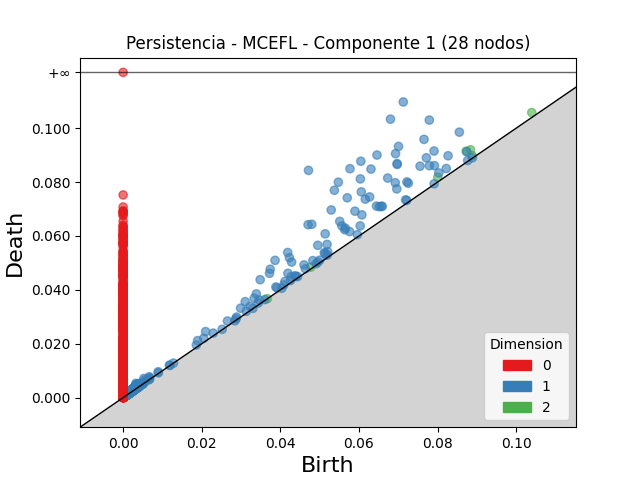 Persistencia - MCEFL - Componente 1 (28 nodos)
+∞
0.100
0.080
0.060
0.040
0.020
0.000
Death
Dimension
0
1
2
0.00 0.02 0.04 0.06 0.08 0.10
Birth